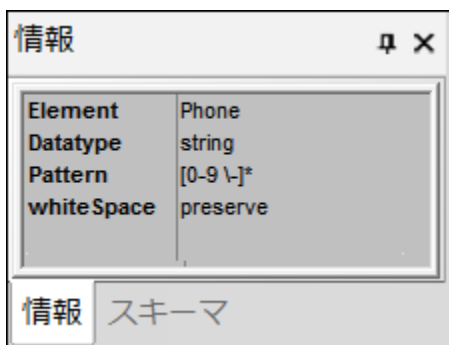 情報
Element Phone
Datatype string
Pattern [0-9 \-]*
whiteSpace preserve
情報 スキーマ